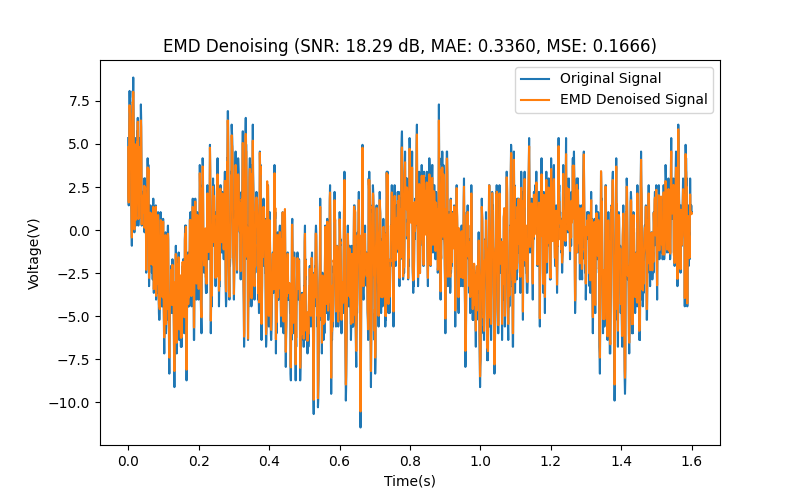 EMD Denoising (SNR: 18.29 dB, MAE: 0.3360, MSE: 0.1666)
Original Signal
EMD Denoised Signal
7.5
5.0
2.5
0.0
−2.5
−5.0
−7.5
−10.0
Voltage(V)
0.0 0.2 0.4 0.6 0.8 1.0 1.2 1.4 1.6
Time(s)